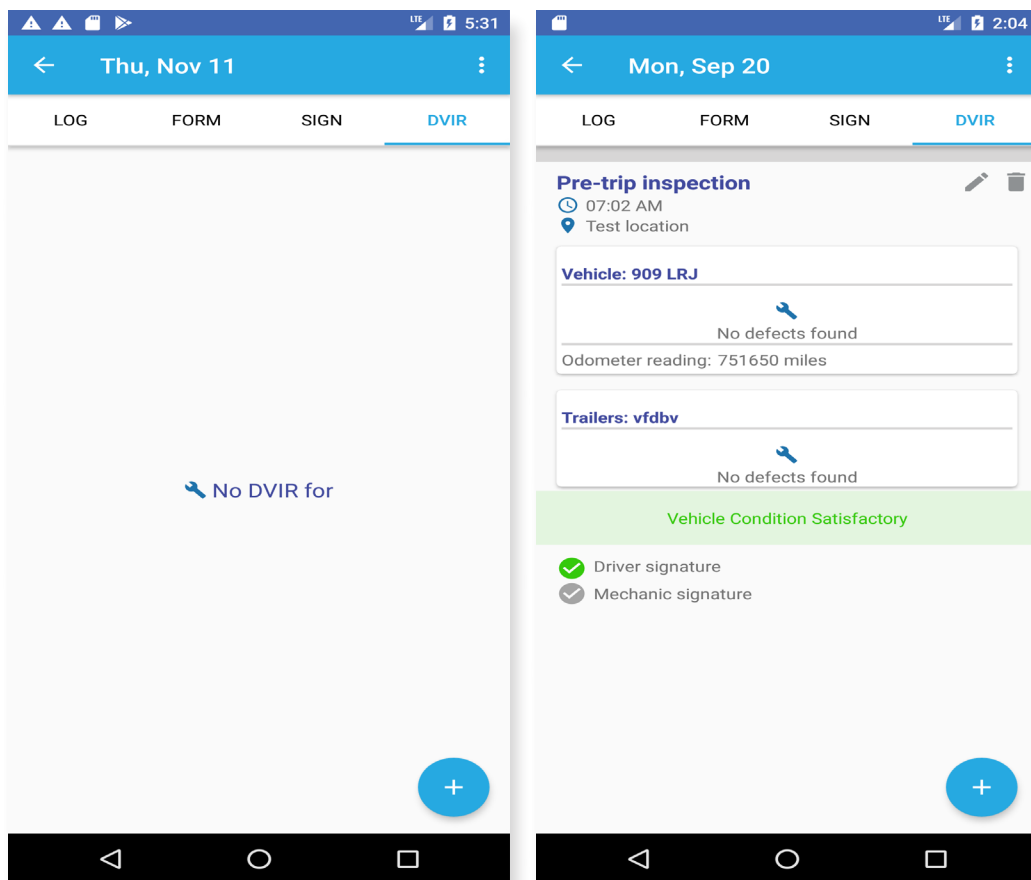 LTE 5:31
Thu, Nov 11
LOG FORM SIGN DVIR
No DVIR for
LTE 2:04
Mon, Sep 20
LOG FORM SIGN DVIR
Pre-trip inspection
07:02 AM
Test location
Vehicle: 909 LRJ
No defects found
Odometer reading: 751650 miles
Trailers: vfdbv
No defects found
Vehicle Condition Satisfactory
Driver signature
Mechanic signature